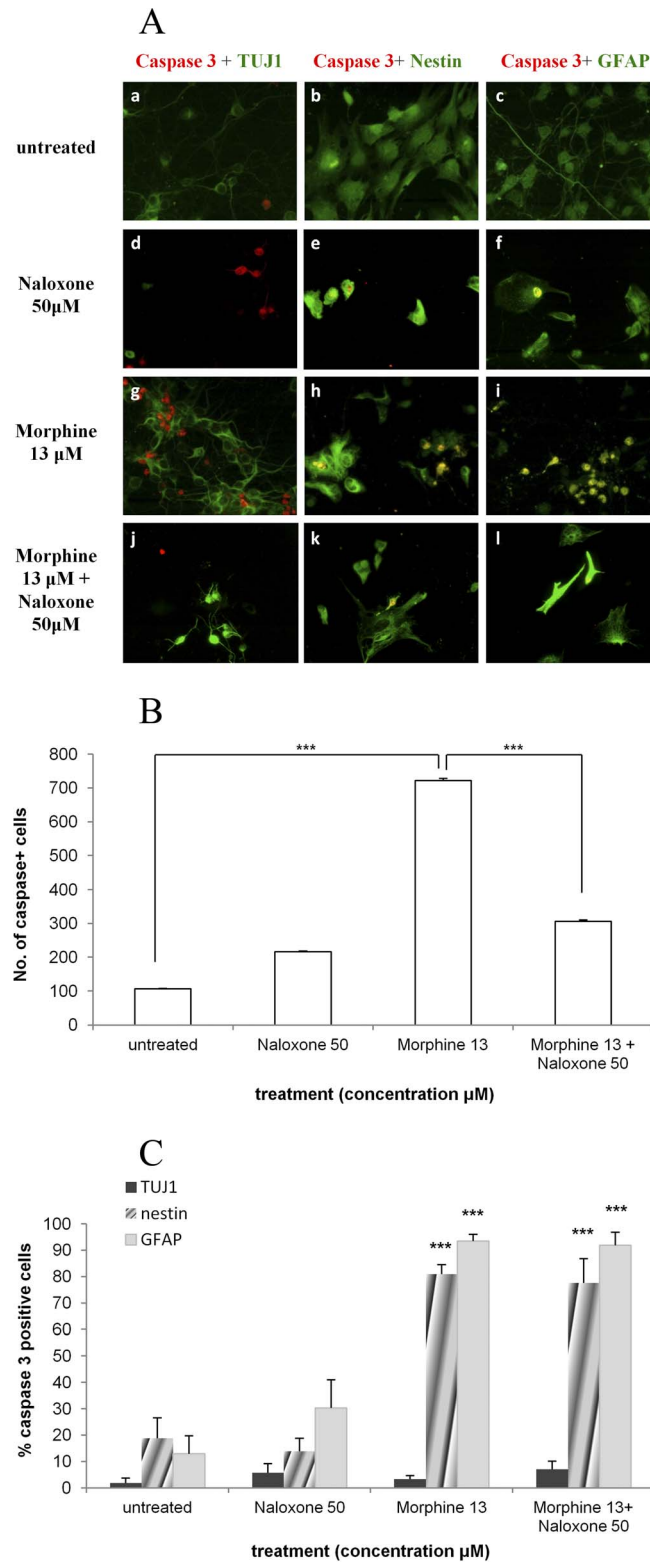 A
Caspase 3 + TUJ1
Caspase 3+ Nestin
Caspase 3+ GFAP
untreated
a
b
c
Naloxone
50µM
d
e
f
Morphine
13 µM
g
h
i
Morphine
13 µM +
Naloxone
50µM
j
k
l
B
No. of caspase+ cells
800
700
600
500
400
300
200
100
0
***
***
untreated
Naloxone 50
Morphine 13
Morphine 13 +
Naloxone 50
treatment (concentration µM)
C
TUJ1
nestin
GFAP
% caspase 3 positive cells
100
90
80
70
60
50
40
30
20
10
0
***
***
***
***
untreated
Naloxone 50
Morphine 13
Morphine 13+
Naloxone 50
treatment (concentration µM)